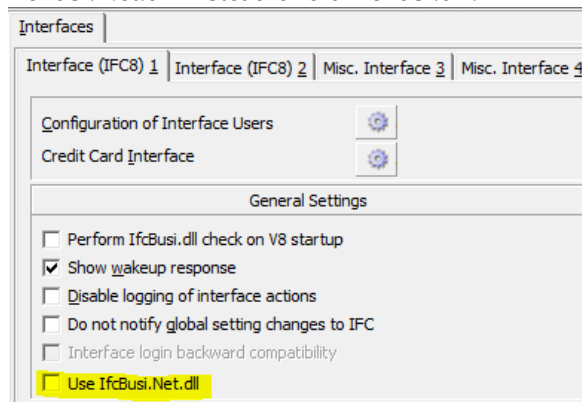 Interfaces
Interface (IFC8) 1 Interface (IFC8) 2 Misc. Interface 3 Misc. Interface 4
Configuration of Interface Users
Credit Card Interface
General Settings
Perform IfcBusi.dll check on V8 startup
Show wakeup response
Disable logging of interface actions
Do not notify global setting changes to IFC
Interface login backward compatibility
Use IfcBusi.Net.dll